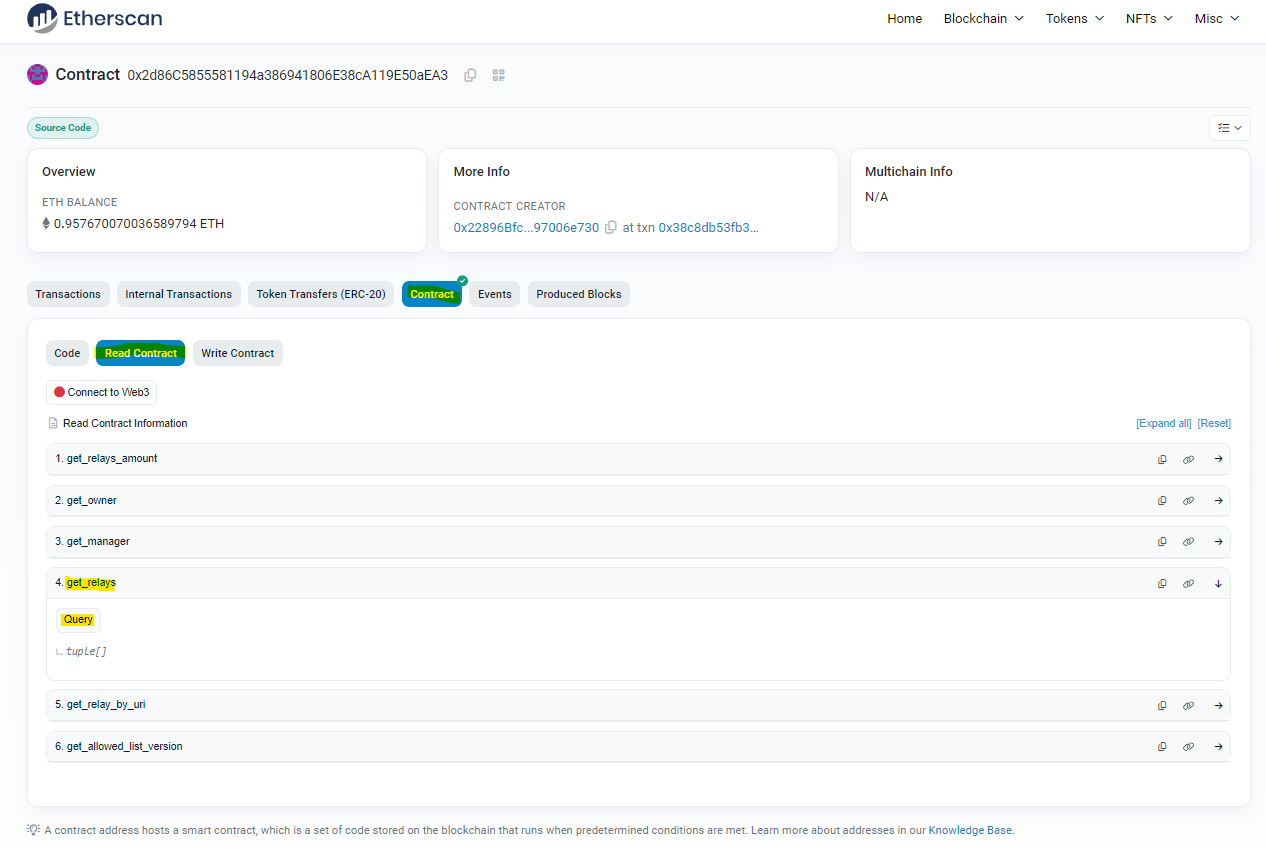 Etherscan
Home Blockchain Tokens NFTs Misc
Contract 0x2d86C5855581194a386941806E38cA119E50aEA3
Source Code
Overview
ETH BALANCE
0.957670070036589794 ETH
More Info
CONTRACT CREATOR
0x22896Bfc...97006e730 at txn 0x38c8db53fb3...
Multichain Info
N/A
Transactions Internal Transactions Token Transfers (ERC-20) Contract Events Produced Blocks
Code Read Contract Write Contract
Connect to Web3
Read Contract Information [Expand all] [Reset]
1. get_relays_amount
2. get_owner
3. get_manager
4. get_relays
Query
tuple[]
5. get_relay_by_uri
6. get_allowed_list_version
A contract address hosts a smart contract, which is a set of code stored on the blockchain that runs when predetermined conditions are met. Learn more about addresses in our Knowledge Base.